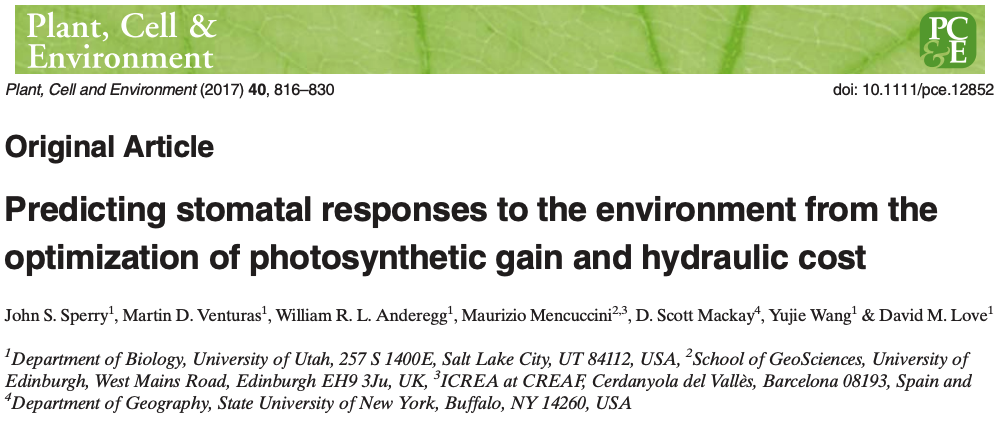 Plant, Cell &
Environment
PC
&E
Plant, Cell and Environment (2017) 40, 816–830
doi: 10.1111/pce.12852
Original Article
Predicting stomatal responses to the environment from the
optimization of photosynthetic gain and hydraulic cost
John S. Sperry1, Martin D. Venturas1, William R. L. Anderegg1, Maurizio Mencuccini2,3, D. Scott Mackay4, Yujie Wang1 & David M. Love1
1Department of Biology, University of Utah, 257 S 1400E, Salt Lake City, UT 84112, USA, 2School of GeoSciences, University of
Edinburgh, West Mains Road, Edinburgh EH9 3Ju, UK, 3ICREA at CREAF, Cerdanyola del Vallès, Barcelona 08193, Spain and
4Department of Geography, State University of New York, Buffalo, NY 14260, USA